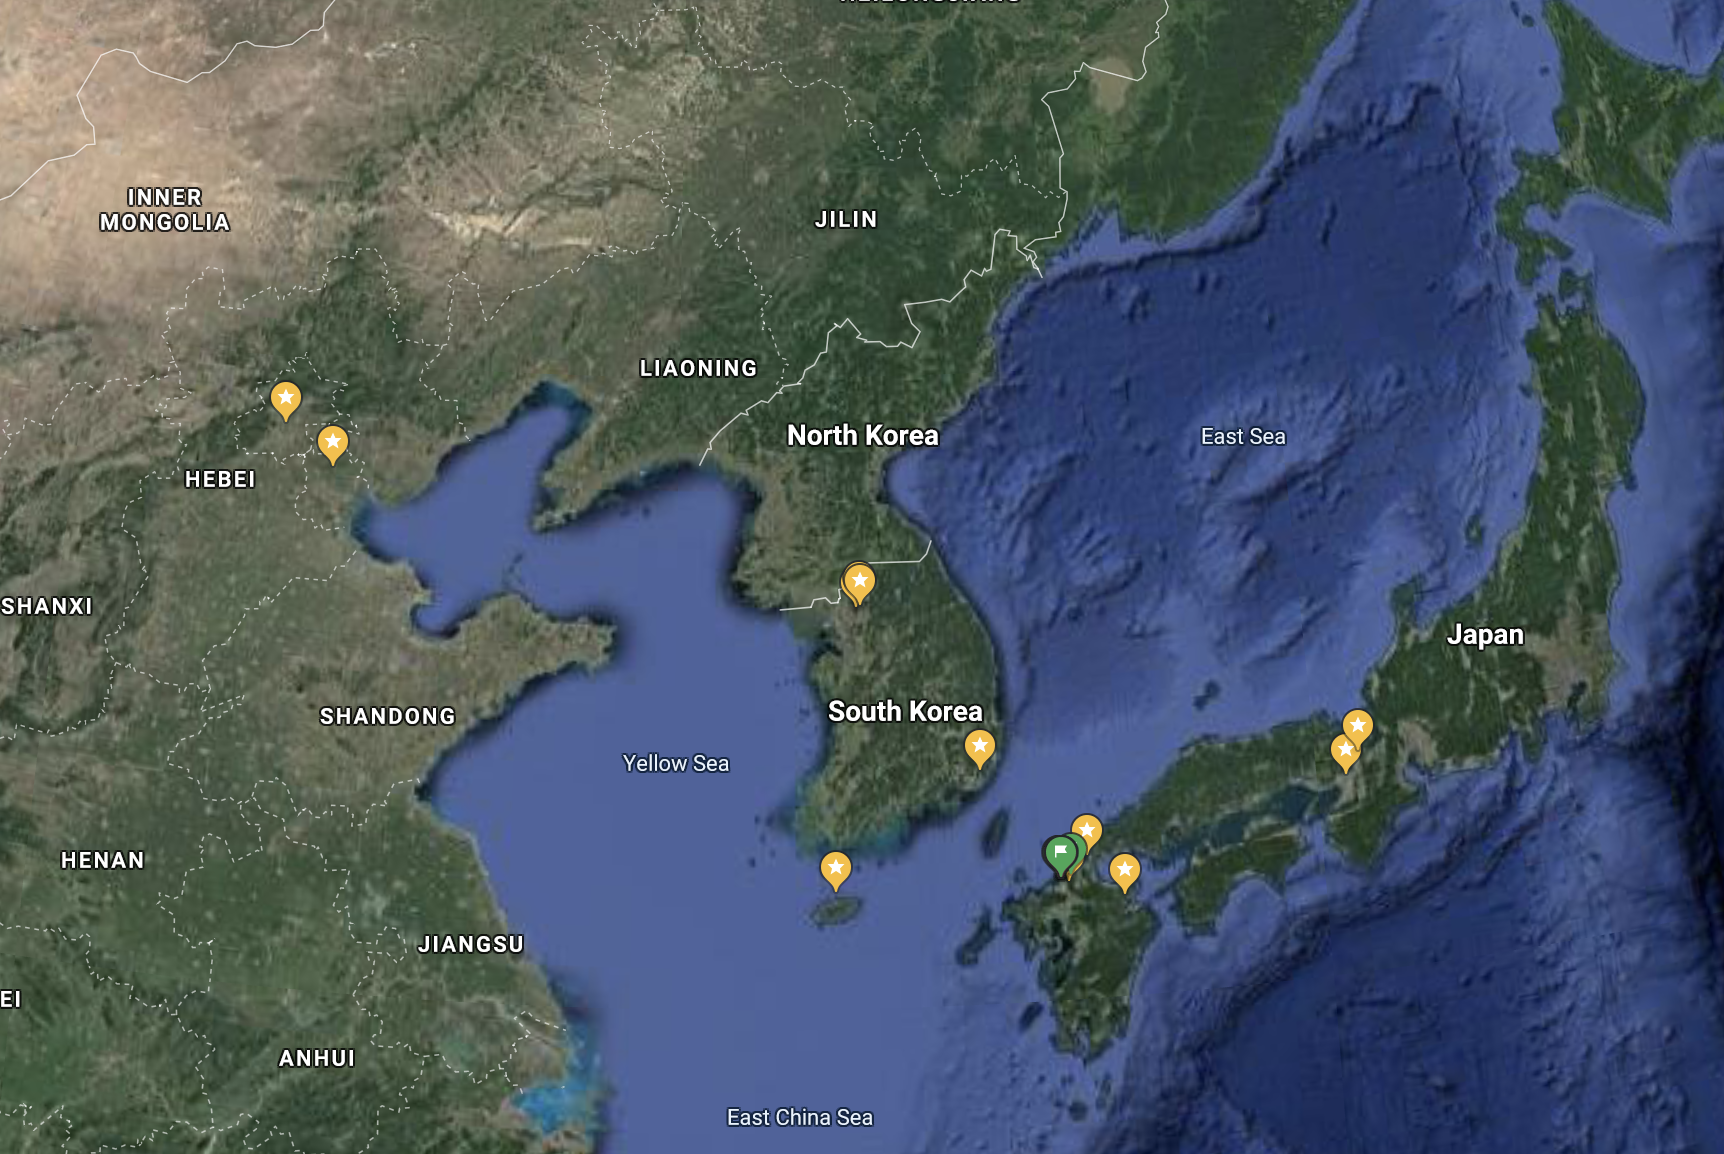 INNER
MONGOLIA
JILIN
LIAONING
North Korea
East Sea
HEBEI
SHANXI
Japan
SHANDONG
South Korea
Yellow Sea
HENAN
JIANGSU
EI
ANHUI
East China Sea